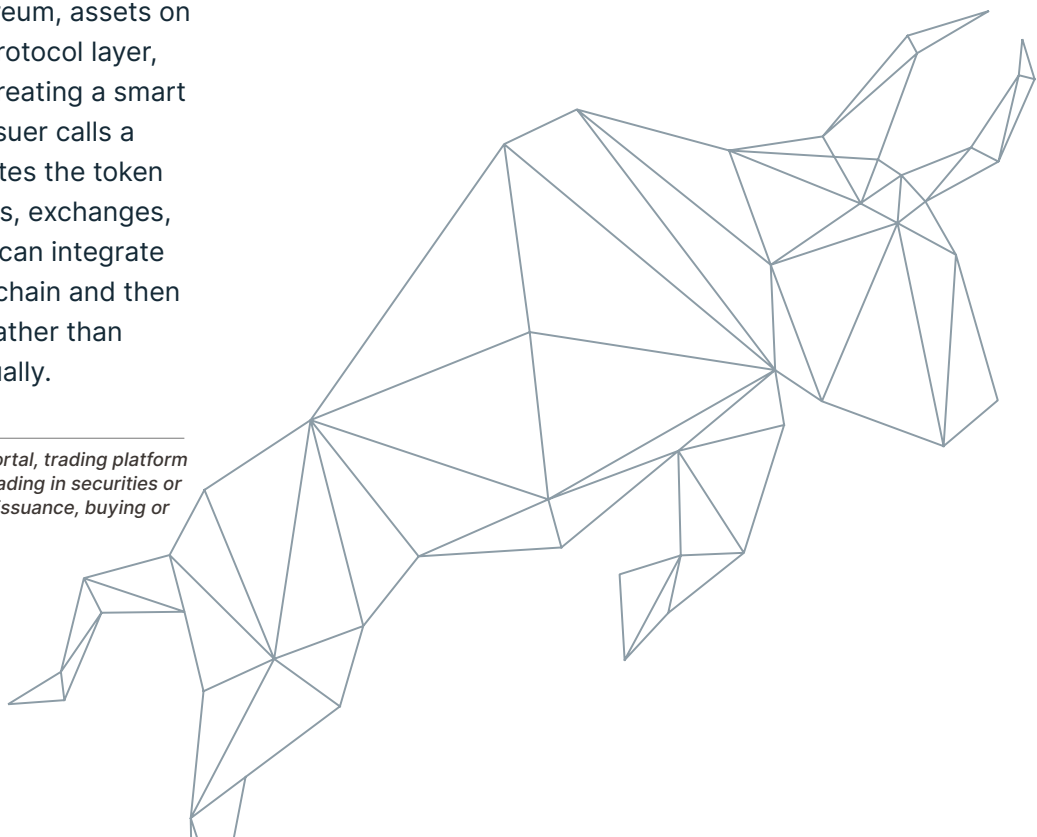 eum, assets on
rotocol layer,
reating a smart
suer calls a
tes the token
s, exchanges,
can integrate
chain and then
ather than
ally.
ortal, trading platform
ading in securities or
issuance, buying or